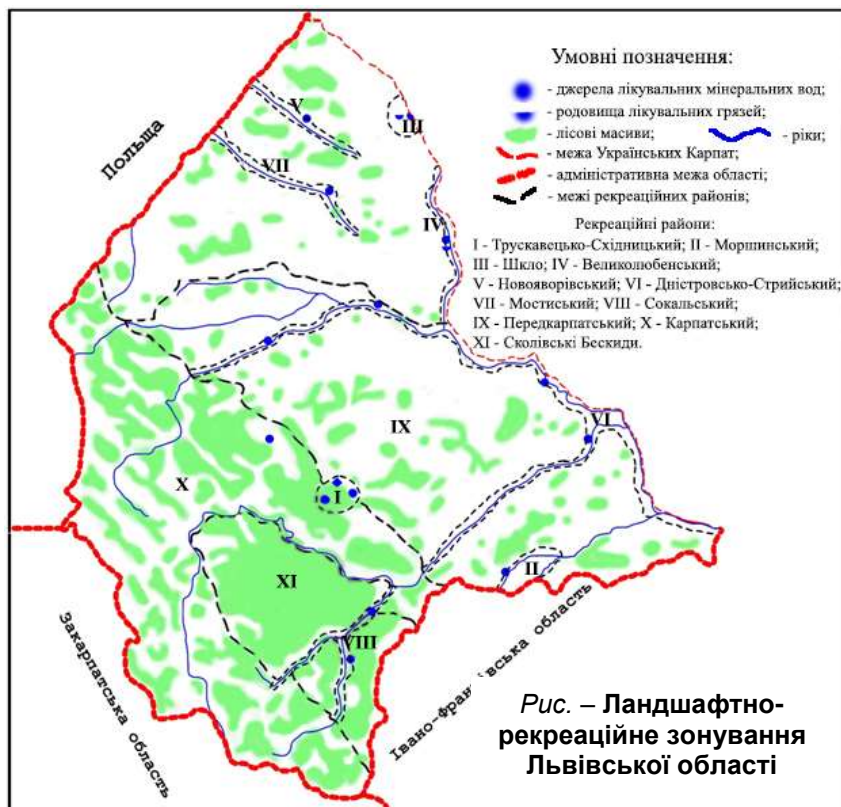 Умовні позначення:
- джерела лікувальних мінеральних вод;
- родовища лікувальних грязей;
- лісові масиви;
- ріки;
- межа Українських Карпат;
- адміністративна межа області;
- межі рекреаційних районів;
Рекреаційні райони:
I - Трускавецько-Східницький; II - Моршинський;
III - Шкло; IV - Великолюбенський;
V - Новояворівський; VI - Дністровсько-Стрийський;
VII - Мостиський; VIII - Сокальський;
IX - Передкарпатський; X - Карпатський;
XI - Сколівські Бескиди.
Польща
V
III
VII
IV
IX
VI
X
I
II
XI
VIII
Закарпатська область
Івано-Франківська область
Рис. – Ландшафтно-
рекреаційне зонування
Львівської області